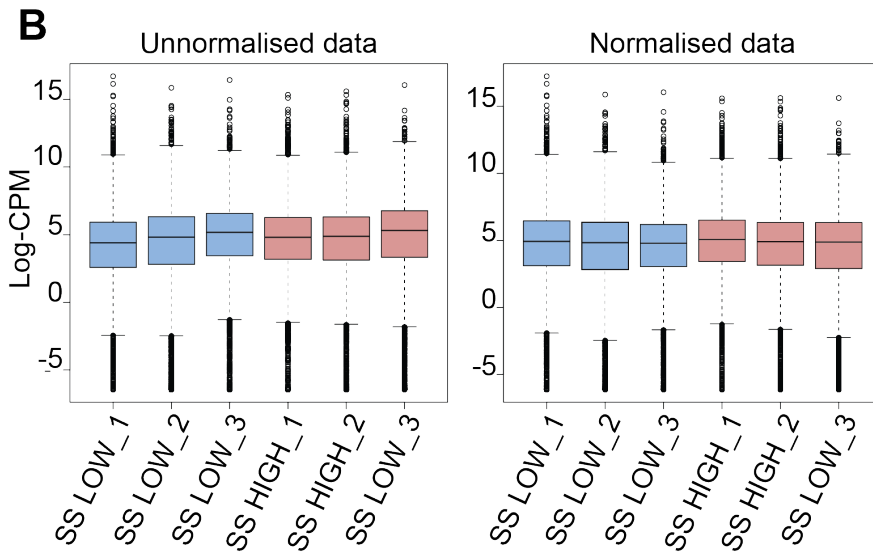 B
Unnormalised data
Normalised data
Log-CPM
15
10
5
0
-5
15
10
5
0
-5
SS LOW_1
SS LOW_2
SS LOW_3
SS HIGH_1
SS HIGH_2
SS LOW_3
SS LOW_1
SS LOW_2
SS LOW_3
SS HIGH_1
SS HIGH_2
SS LOW_3